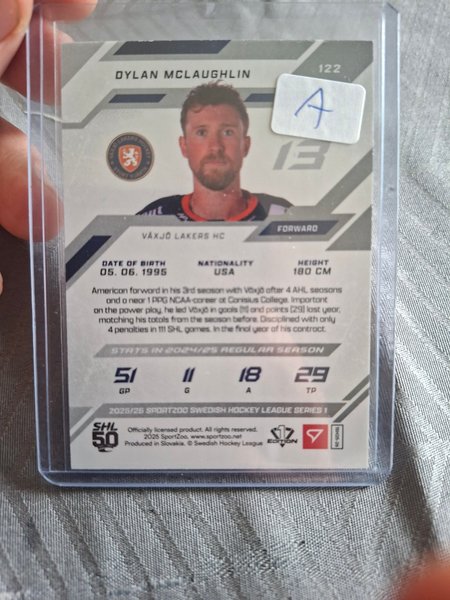 DYLAN MCLAUGHLIN
122
A
13
VÄXJÖ LAKERS HC
FORWARD
DATE OF BIRTH NATIONALITY HEIGHT
05. 06. 1995 USA 180 CM
American forward in his 3rd season with Växjö after 4 AHL seasons
and a near 1 PPG NCAA-career at Canisius College. Important
on the power play, he led Växjö in goals (11) and points (29) last year,
matching his totals from the season before. Disciplined with only
4 penalties in 111 SHL games. In the final year of his contract.
STATS IN 2024/25 REGULAR SEASON
51 11 18 29
GP G A TP
2025/26 SPORTZOO SWEDISH HOCKEY LEAGUE SERIES 1
SHL
50
Officially licensed product. All rights reserved.
2025 SportZoo, www.sportzoo.net
Produced in Slovakia. © Swedish Hockey League
1
EDITION